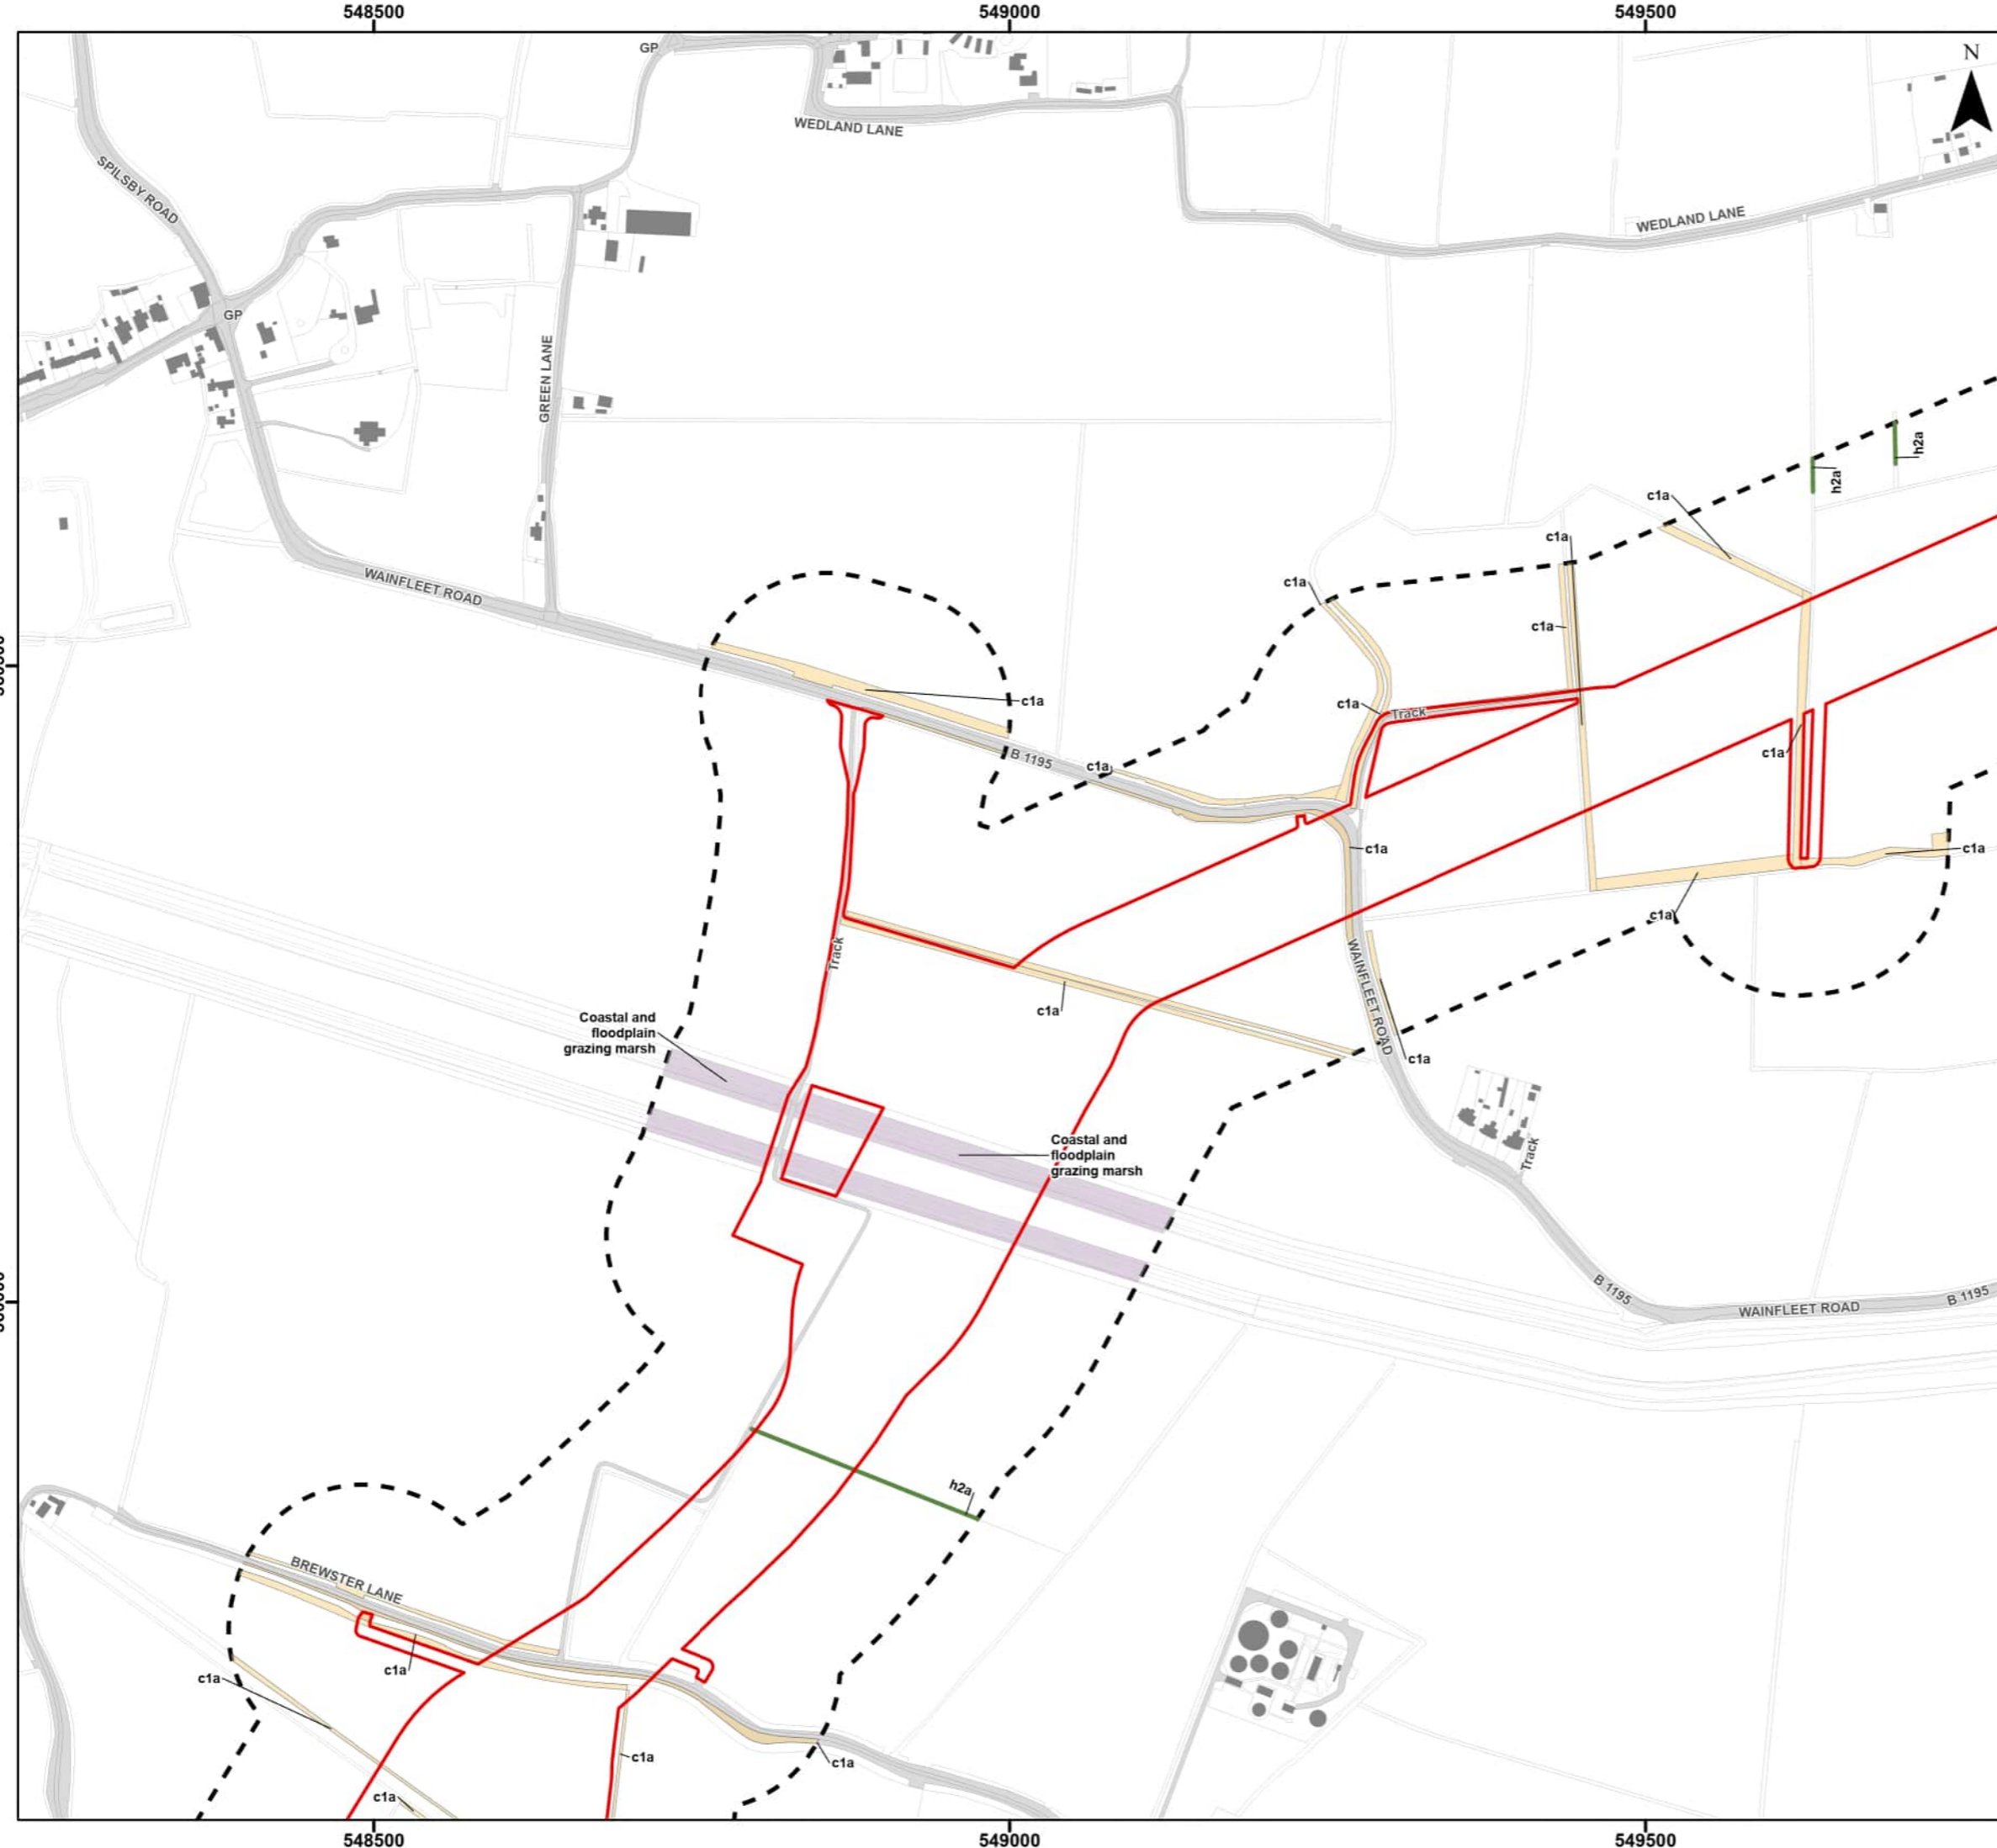 548500
549000
549500
N
GP
WEDLAND LANE
SPILSBY ROAD
WEDLAND LANE
GP
GREEN LANE
h2a
h2a
c1a
c1a
WAINFLEET ROAD
c1a
c1a
c1a
c1a
Track
B 1195
c1a
c1a
c1a
c1a
c1a
Track
WAINFLEET ROAD
c1a
Coastal and
floodplain
grazing marsh
c1a
Coastal and
floodplain
grazing marsh
Track
B 1195
WAINFLEET ROAD
B 1195
h2a
BREWSTER LANE
c1a
c1a
c1a
c1a
c1a
548500
549000
549500